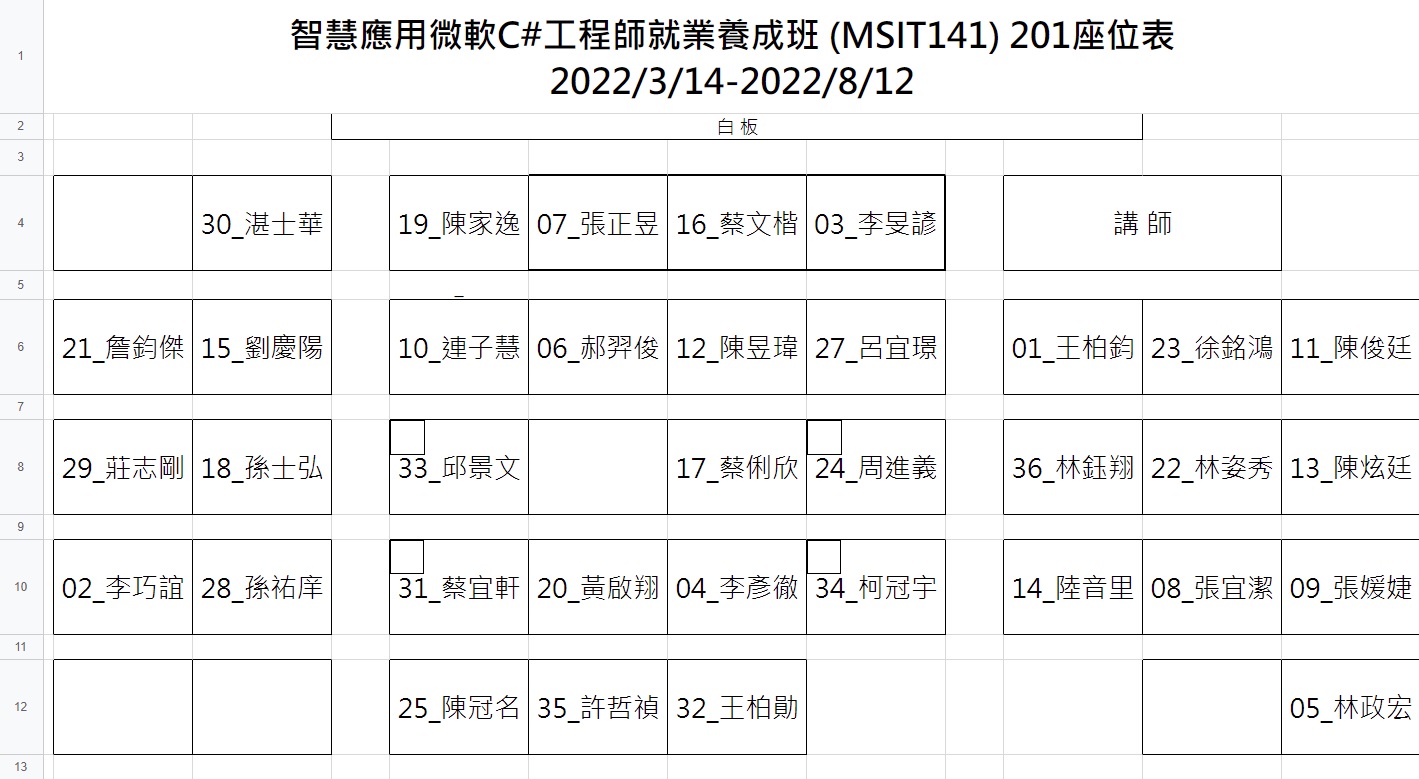 智慧應用微軟C#工程師就業養成班 (MSIT141) 201座位表
2022/3/14-2022/8/12
1
2
白 板
3
4
30_湛士華
19_陳家逸
07_張正昱
16_蔡文楷
03_李旻諺
講 師
5
6
21_詹鈞傑
15_劉慶陽
10_連子慧
06_郝羿俊
12_陳昱瑋
27_呂宜璟
01_王柏鈞
23_徐銘鴻
11_陳俊廷
7
8
29_莊志剛
18_孫士弘
33_邱景文
17_蔡俐欣
24_周進義
36_林鈺翔
22_林姿秀
13_陳炫廷
9
10
02_李巧誼
28_孫祐庠
31_蔡宜軒
20_黃啟翔
04_李彥徹
34_柯冠宇
14_陸音里
08_張宜潔
09_張媛婕
11
12
25_陳冠名
35_許哲禎
32_王柏勛
05_林政宏
13